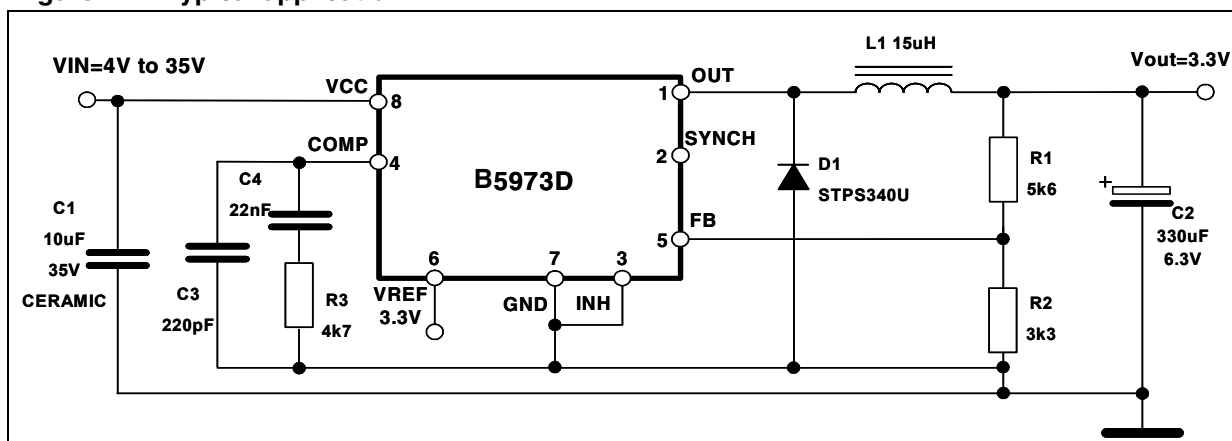 L1 15uH
VIN=4V to 35V
Vout=3.3V
VCC
8
OUT
1
COMP
4
SYNCH
2
B5973D
C4
22nF
D1
STPS340U
R1
5k6
C1
10uF
35V
CERAMIC
FB
5
+
C2
330uF
6.3V
C3
220pF
R3
4k7
6
VREF
3.3V
7
GND
3
INH
R2
3k3